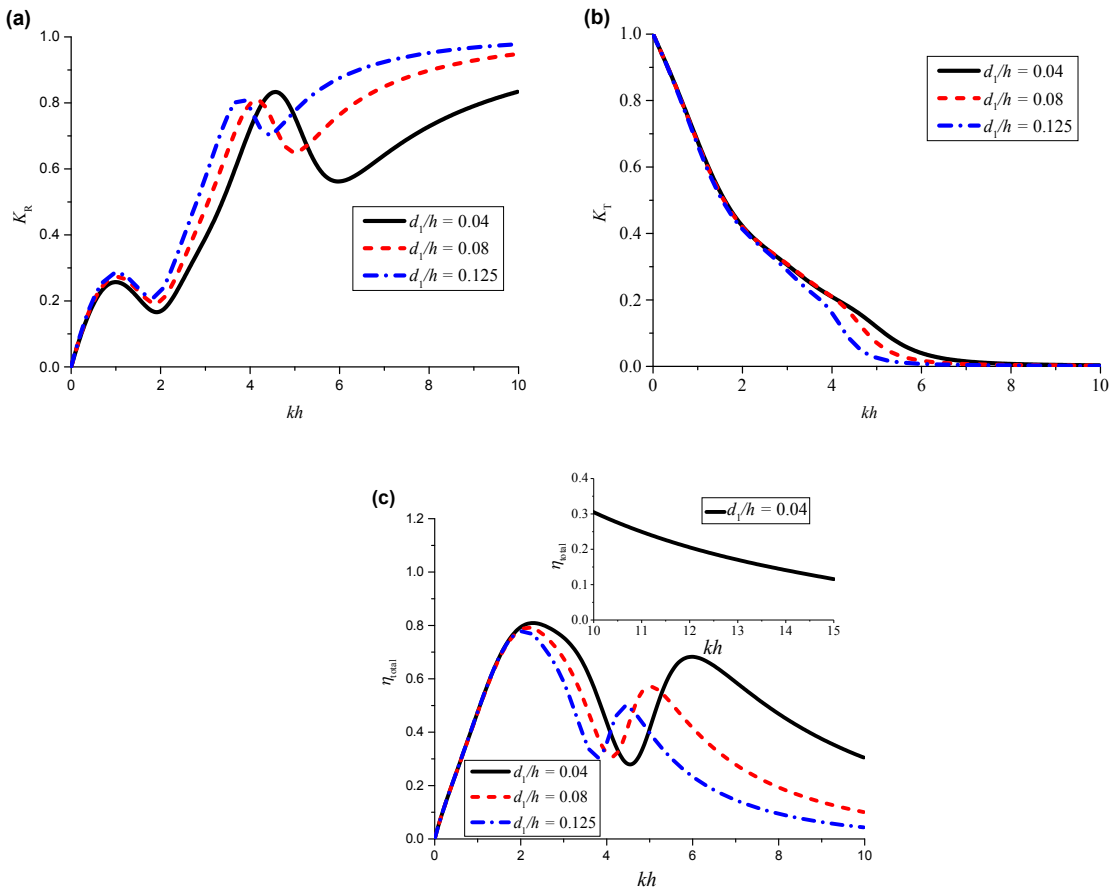 (a)
1.0
0.8
0.6
0.4
0.2
0.0
K_R
0 2 4 6 8 10
kh
d_1/h = 0.04
d_1/h = 0.08
d_1/h = 0.125
(b)
1.0
0.8
0.6
0.4
0.2
0.0
K_T
0 2 4 6 8 10
kh
d_1/h = 0.04
d_1/h = 0.08
d_1/h = 0.125
(c)
1.2
1.0
0.8
0.6
0.4
0.2
0.0
η_total
0 2 4 6 8 10
kh
d_1/h = 0.04
d_1/h = 0.08
d_1/h = 0.125
0.4
0.3
0.2
0.1
0.0
η_total
10 11 12 13 14 15
kh
d_1/h = 0.04